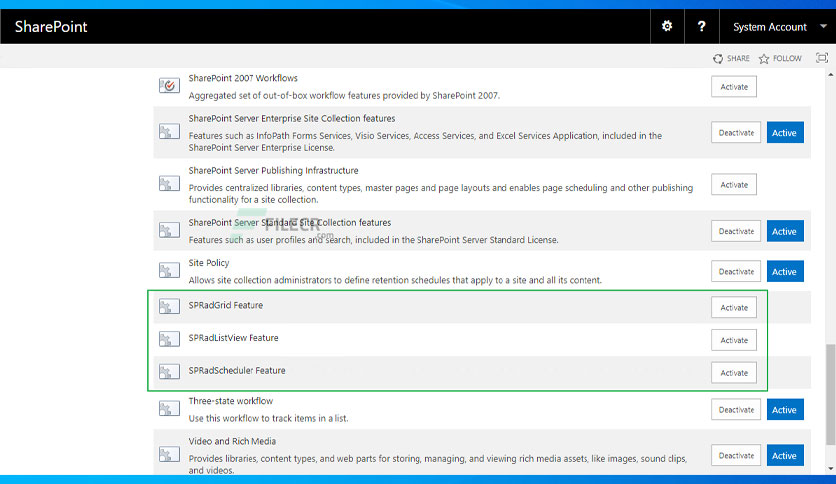 SharePoint
?
System Account
SHARE
FOLLOW
SharePoint 2007 Workflows
Aggregated set of out-of-box workflow features provided by SharePoint 2007.
Activate
SharePoint Server Enterprise Site Collection features
Features such as InfoPath Forms Services, Visio Services, Access Services, and Excel Services Application, included in the
SharePoint Server Enterprise License.
Deactivate
Active
SharePoint Server Publishing Infrastructure
Provides centralized libraries, content types, master pages and page layouts and enables page scheduling and other publishing
functionality for a site collection.
Activate
SharePoint Server Standard Site Collection features
Features such as user profiles and search, included in the SharePoint Server Standard License.
Deactivate
Active
FILECR
.com
Site Policy
Allows site collection administrators to define retention schedules that apply to a site and all its content.
Deactivate
Active
SPRadGrid Feature
Activate
SPRadListView Feature
Activate
SPRadScheduler Feature
Activate
Three-state workflow
Use this workflow to track items in a list.
Deactivate
Active
Video and Rich Media
Provides libraries, content types, and web parts for storing, managing, and viewing rich media assets, like images, sound clips,
and videos.
Deactivate
Active